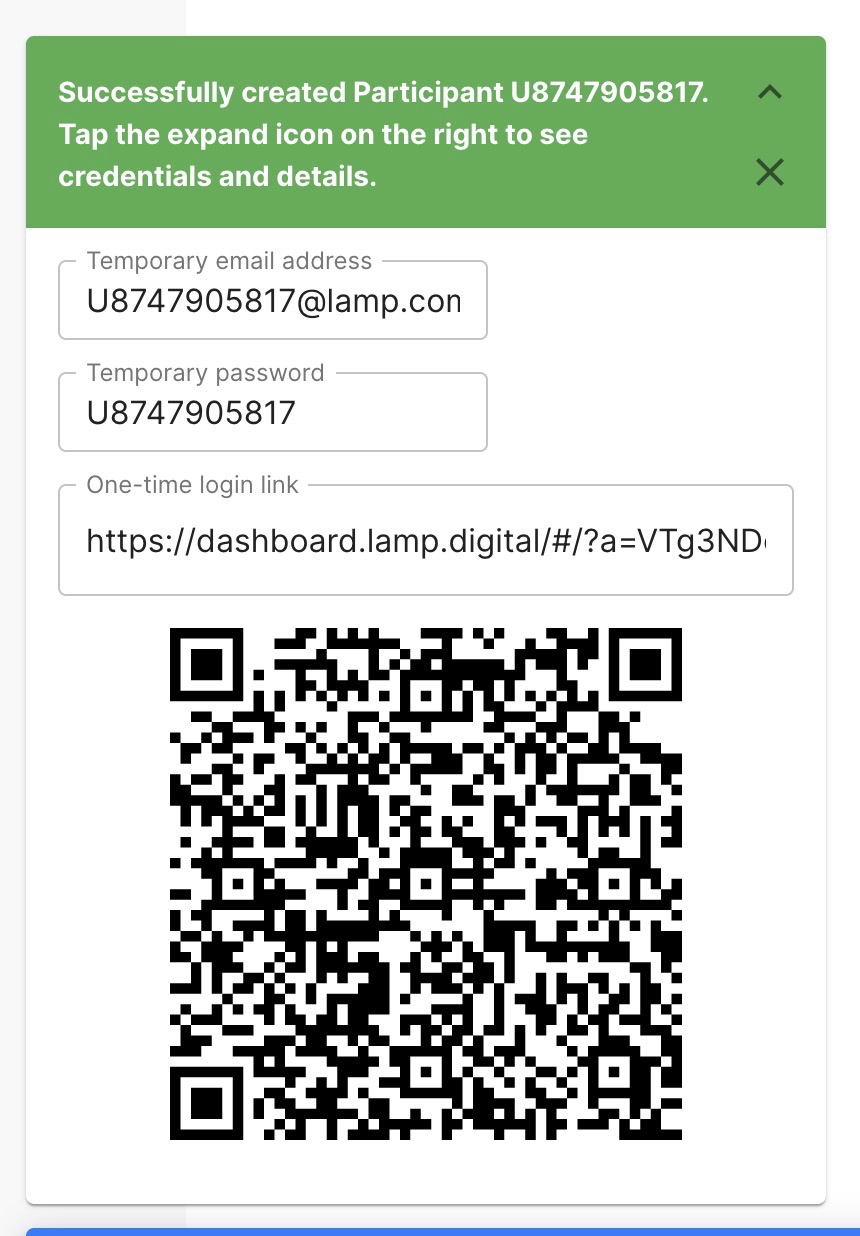 Successfully created Participant U8747905817.
Tap the expand icon on the right to see
credentials and details.
Temporary email address
U8747905817@lamp.con
Temporary password
U8747905817
One-time login link
https://dashboard.lamp.digital/#/?a=VTg3ND